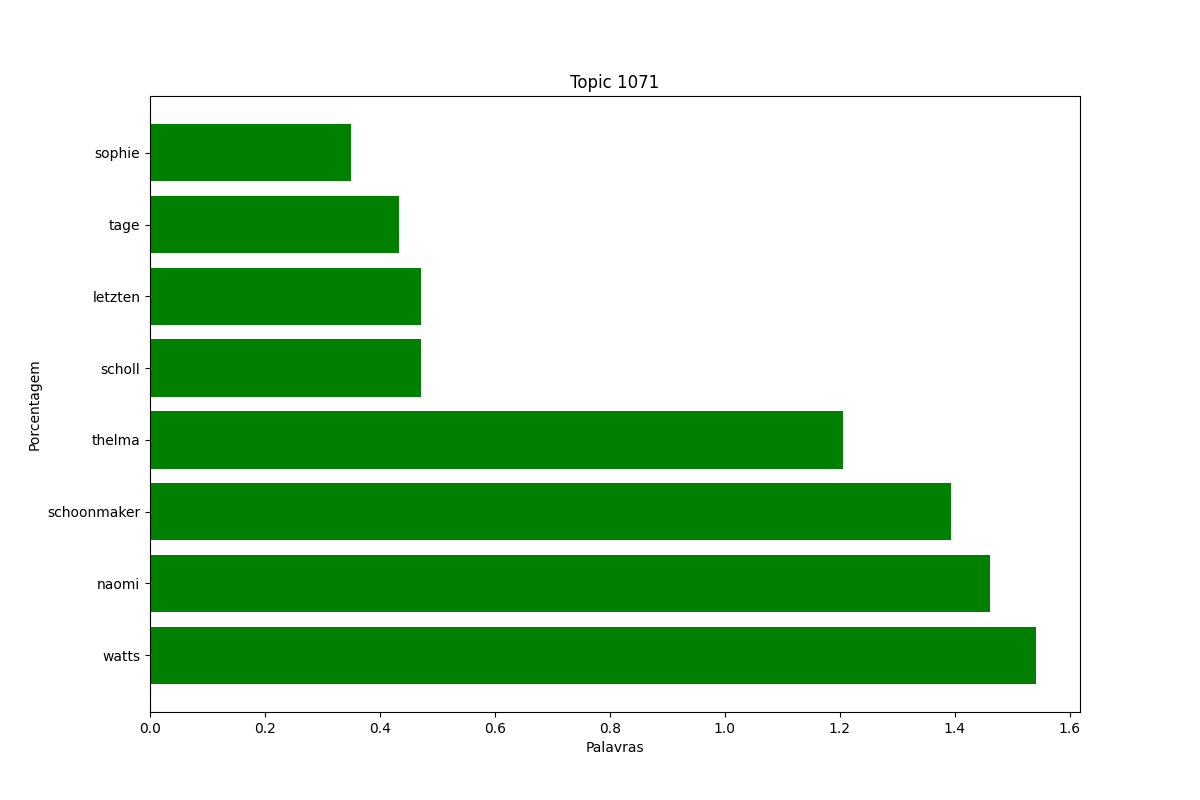 Topic 1071
sophie
tage
letzten
scholl
thelma
schoonmaker
naomi
watts
Porcentagem
0.0 0.2 0.4 0.6 0.8 1.0 1.2 1.4 1.6
Palavras